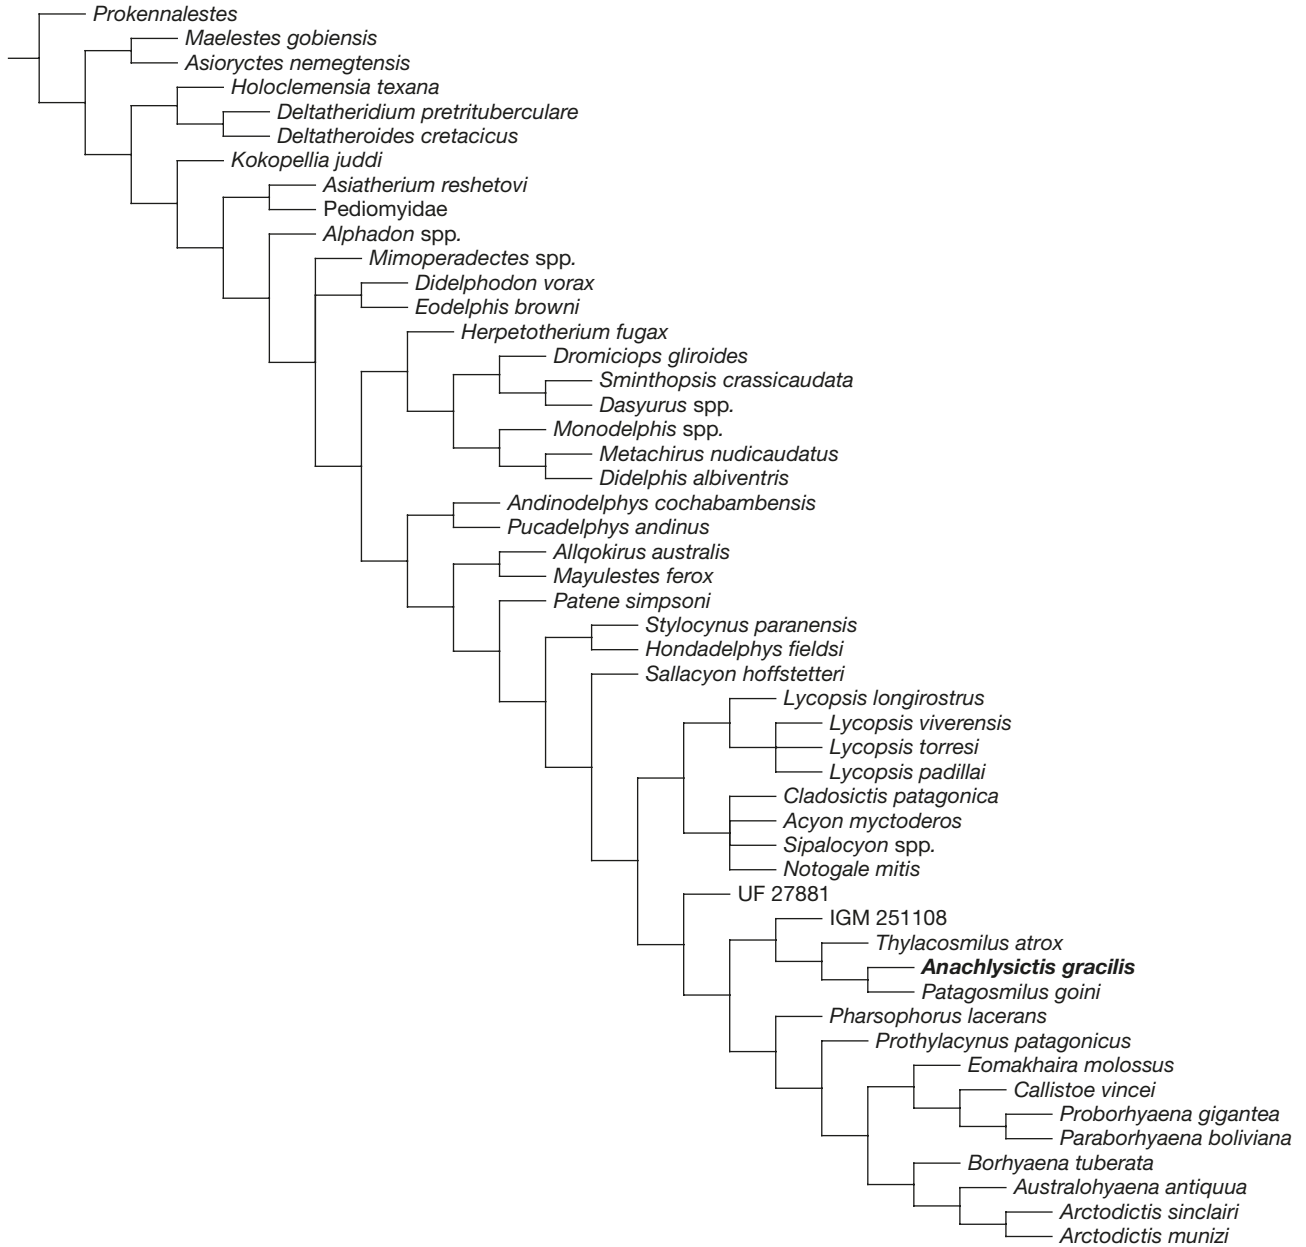 Prokennalestes
Maelestes gobiensis
Asioryctes nemegtensis
Holoclemensia texana
Deltatheridium pretrituberculare
Deltatheroides cretacicus
Kokopellia juddi
Asiatherium reshetovi
Pediomyidae
Alphadon spp.
Mimoperadectes spp.
Didelphodon vorax
Eodelphis browni
Herpetotherium fugax
Dromiciops gliroides
Sminthopsis crassicaudata
Dasyurus spp.
Monodelphis spp.
Metachirus nudicaudatus
Didelphis albiventris
Andinodelphys cochabambensis
Pucadelphys andinus
Allqokirus australis
Mayulestes ferox
Patene simpsoni
Stylocynus paranensis
Hondadelphys fieldsi
Sallacyon hoffstetteri
Lycopsis longirostrus
Lycopsis viverensis
Lycopsis torresi
Lycopsis padillai
Cladosictis patagonica
Acyon myctoderos
Sipalocyon spp.
Notogale mitis
UF 27881
IGM 251108
Thylacosmilus atrox
Anachlysictis gracilis
Patagosmilus goini
Pharsophorus lacerans
Prothylacynus patagonicus
Eomakhaira molossus
Callistoe vincei
Proborhyaena gigantea
Paraborhyaena boliviana
Borhyaena tuberata
Australohyaena antiquua
Arctodictis sinclairi
Arctodictis munizi